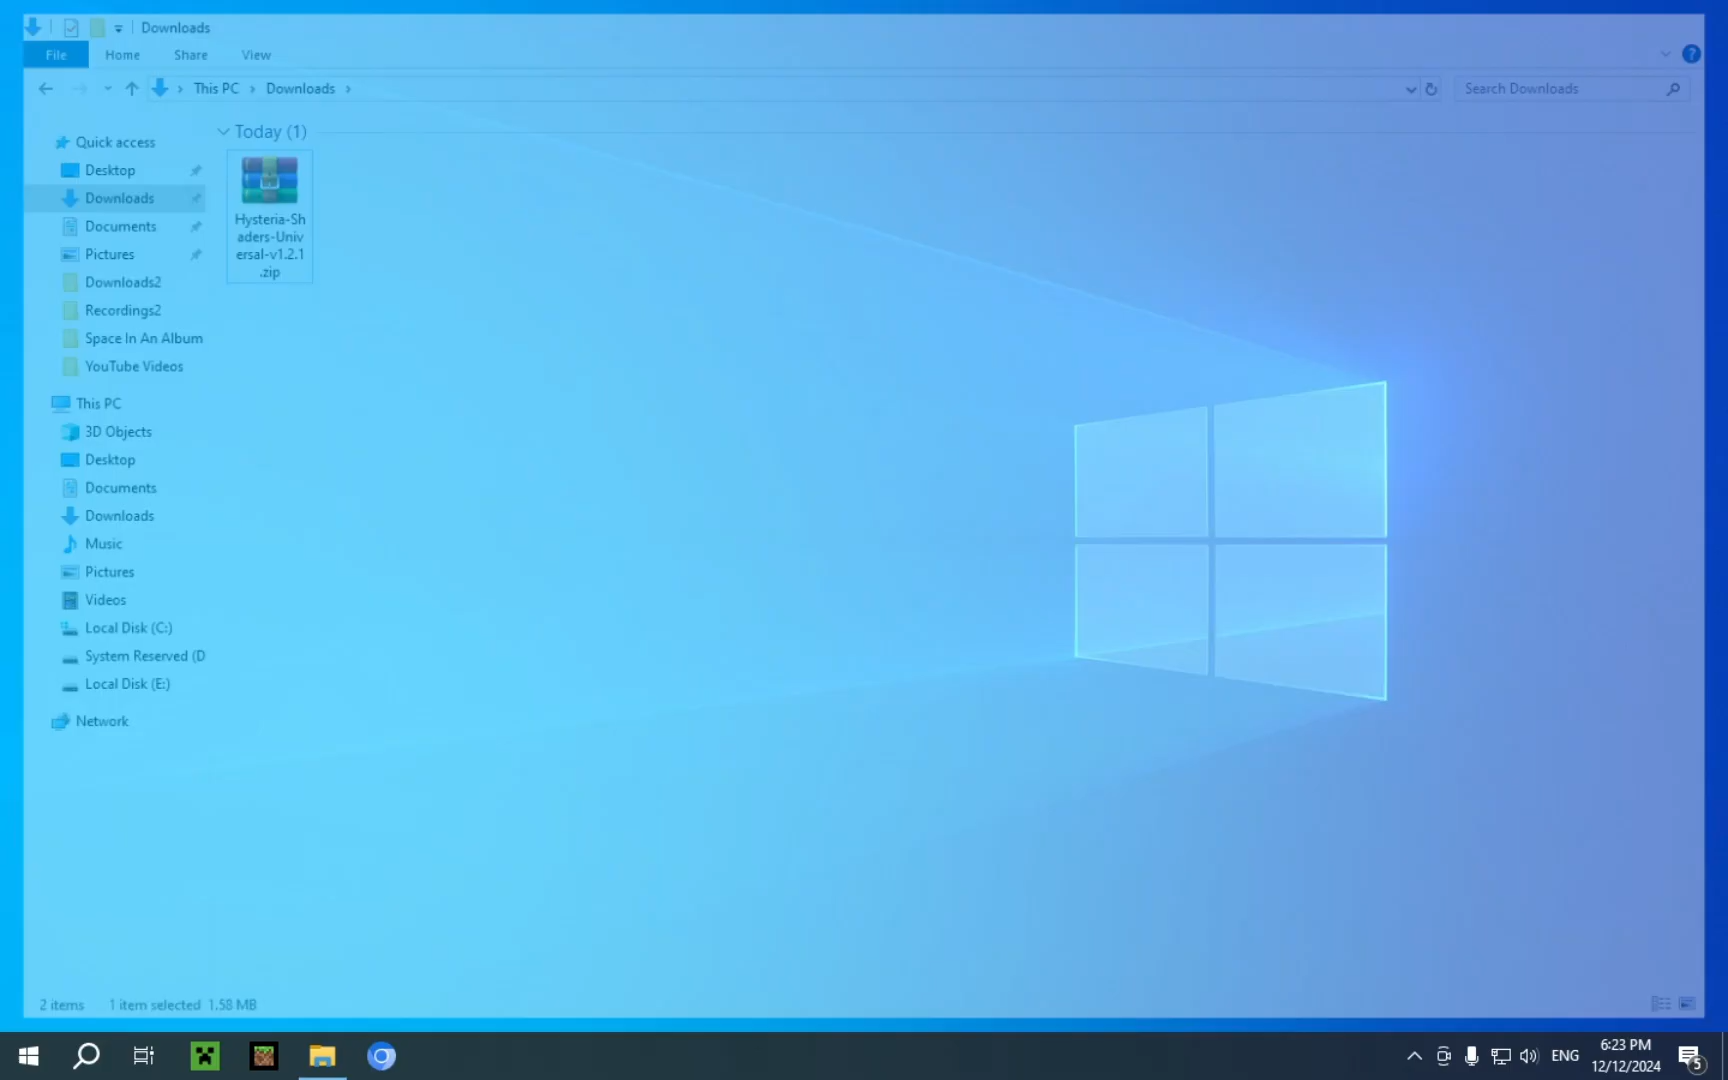 Downloads
File Home Share View
This PC Downloads
Search Downloads
Today (1)
Hysteria-Sh
aders-Univ
ersal-v1.2.1
.zip
Quick access
Desktop
Downloads
Documents
Pictures
Downloads2
Recordings2
Space In An Album
YouTube Videos
This PC
3D Objects
Desktop
Documents
Downloads
Music
Pictures
Videos
Local Disk (C:)
System Reserved (D
Local Disk (E:)
Network
2 items 1 item selected 1.58 MB
ENG
6:23 PM
12/12/2024
5